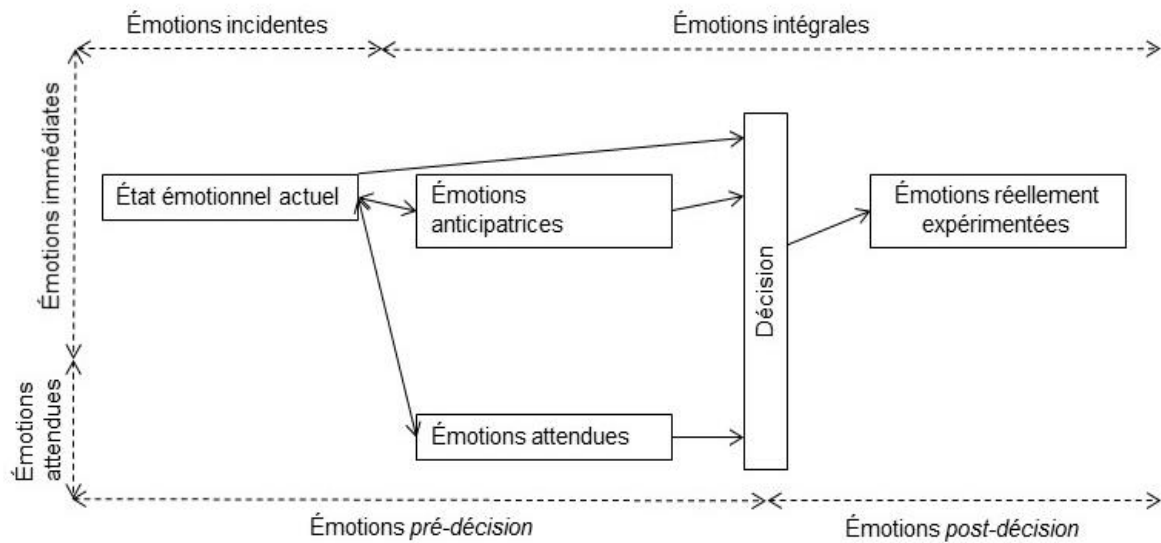 Émotions incidentes
Émotions intégrales
Émotions immédiates
État émotionnel actuel
Émotions
anticipatrices
Émotions réellement
expérimentées
Décision
Émotions
attendues
Émotions attendues
Émotions pré-décision
Émotions post-décision